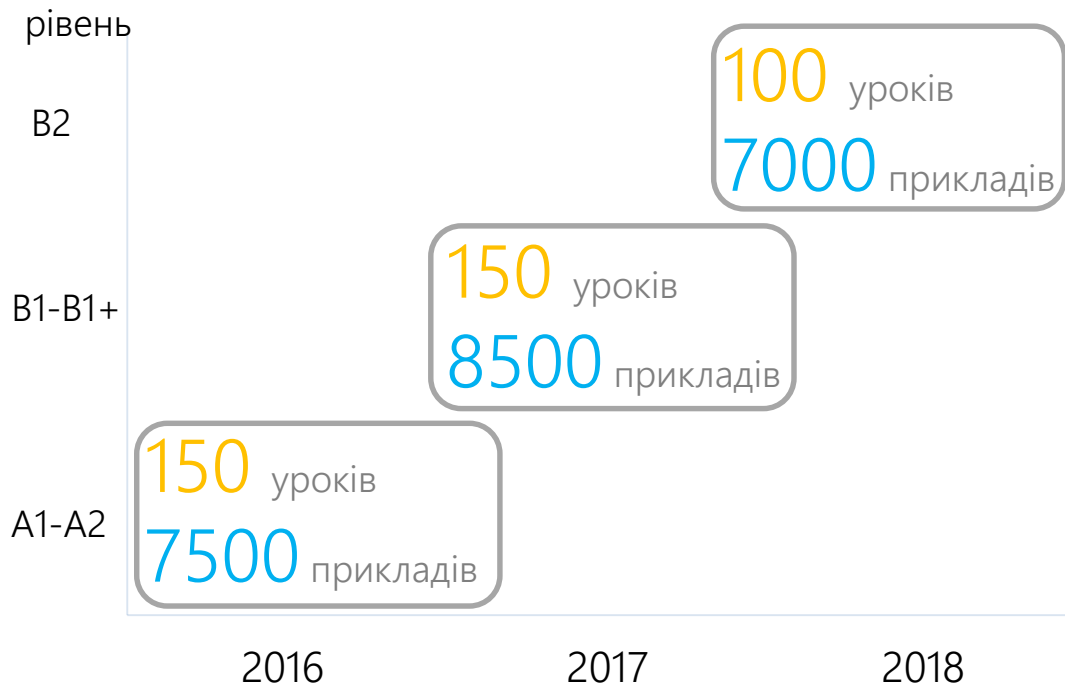 рівень
B2
100 уроків
7000 прикладів
B1-B1+
150 уроків
8500 прикладів
A1-A2
150 уроків
7500 прикладів
2016
2017
2018